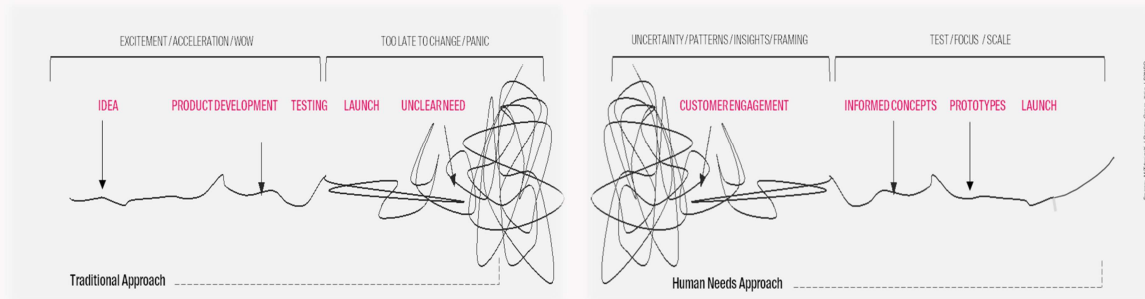 EXCITEMENT / ACCELERATION / WOW
TOO LATE TO CHANGE / PANIC
IDEA
PRODUCT DEVELOPMENT
TESTING
LAUNCH
UNCLEAR NEED
Traditional Approach
UNCERTAINTY / PATTERNS / INSIGHTS / FRAMING
TEST / FOCUS / SCALE
CUSTOMER ENGAGEMENT
INFORMED CONCEPTS
PROTOTYPES
LAUNCH
Human Needs Approach